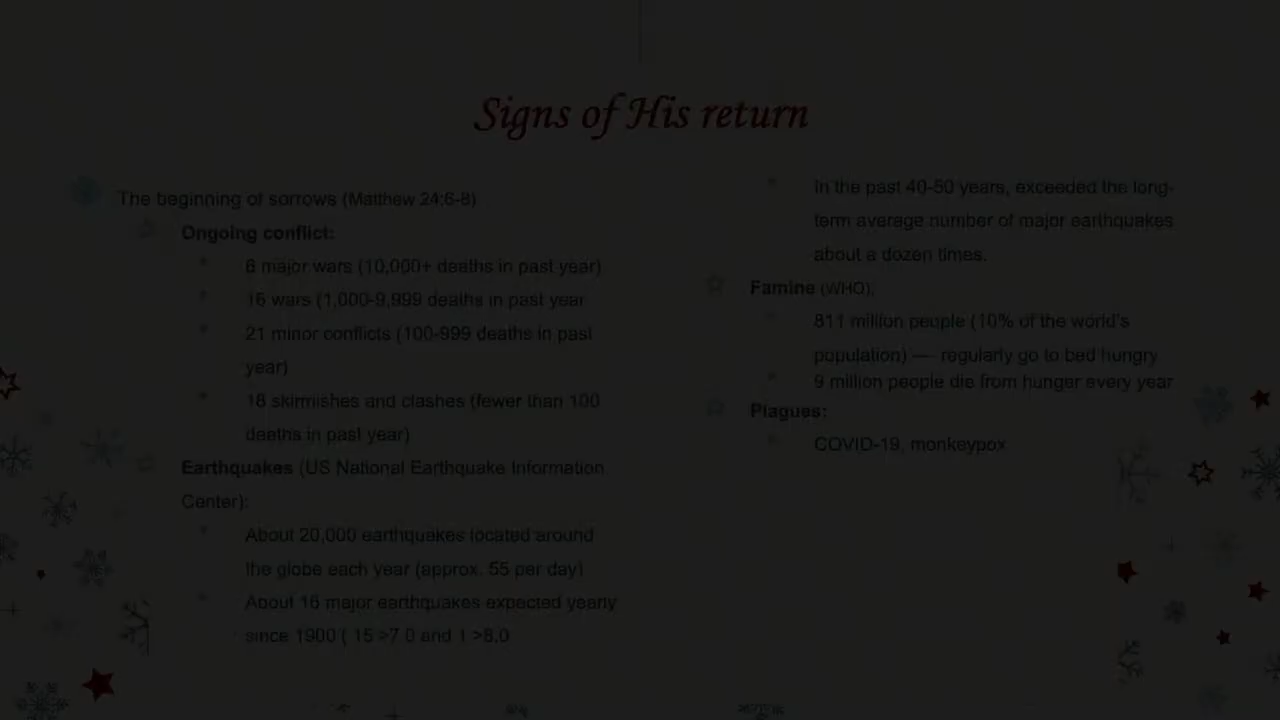 Signs of His return
The beginning of sorrows (Matthew 24:6-8)
Ongoing conflict:
6 major wars (10,000+ deaths in past year)
16 wars (1,000-9,999 deaths in past year
21 minor conflicts (100-999 deaths in past
year)
18 skirmishes and clashes (fewer than 100
deaths in past year)
Earthquakes (US National Earthquake Information
Center):
About 20,000 earthquakes located around
the globe each year (approx. 55 per day)
About 16 major earthquakes expected yearly
since 1900 ( 15 >7.0 and 1 >8.0
In the past 40-50 years, exceeded the long-
term average number of major earthquakes
about a dozen times.
Famine (WHO);
811 million people (10% of the world's
population) — regularly go to bed hungry
9 million people die from hunger every year
Plagues:
COVID-19, monkeypox